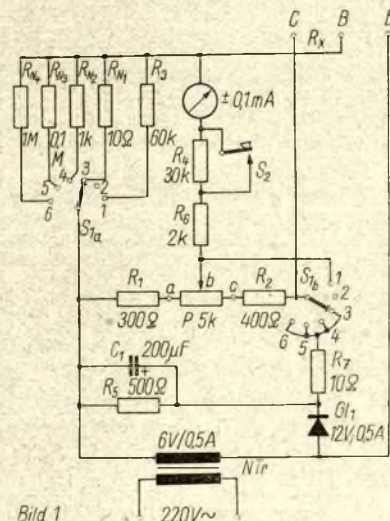 C
B
E
Rx
RN4
RN3
RN2
RN1
R3
±0,1mA
1M
0,1
M
1k
10Ω
60k
R4
30k
S2
5
4
3
2
1
6
S1a
R6
2k
R1
a
b
c
R2
S1b
1
2
3
4
5
6
300Ω
P 5k
400Ω
C1
200µF
+
R5
500Ω
R7
10Ω
Gl1
12V, 0,5A
6V/0,5A
NTr
Bild 1
220V~